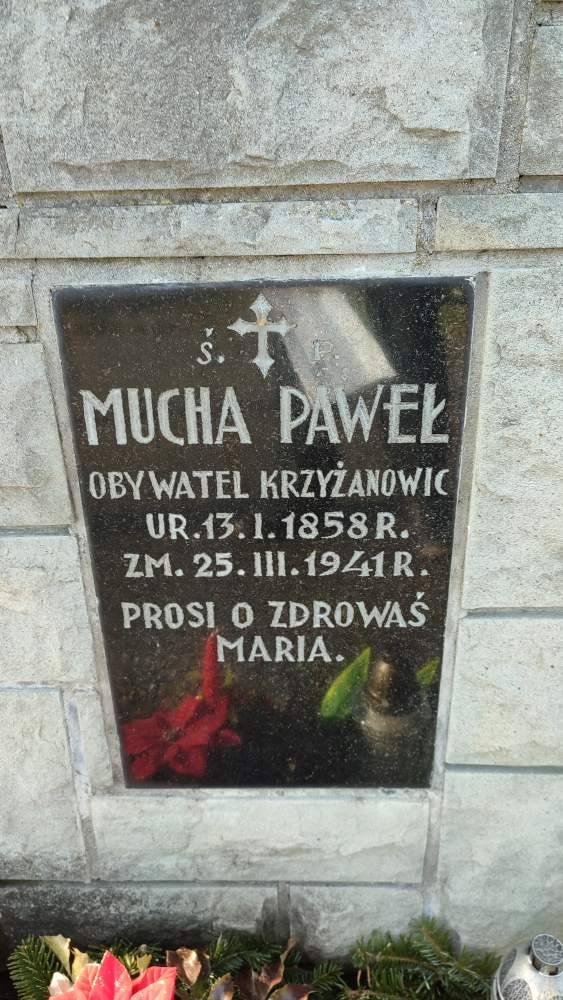 Ś. P.
MUCHA PAWEŁ
OBYWATEL KRZYŻANOWIC
UR. 13. I. 1858 R.
ZM. 25. III. 1941 R.
PROSI O ZDROWAŚ
MARIA.